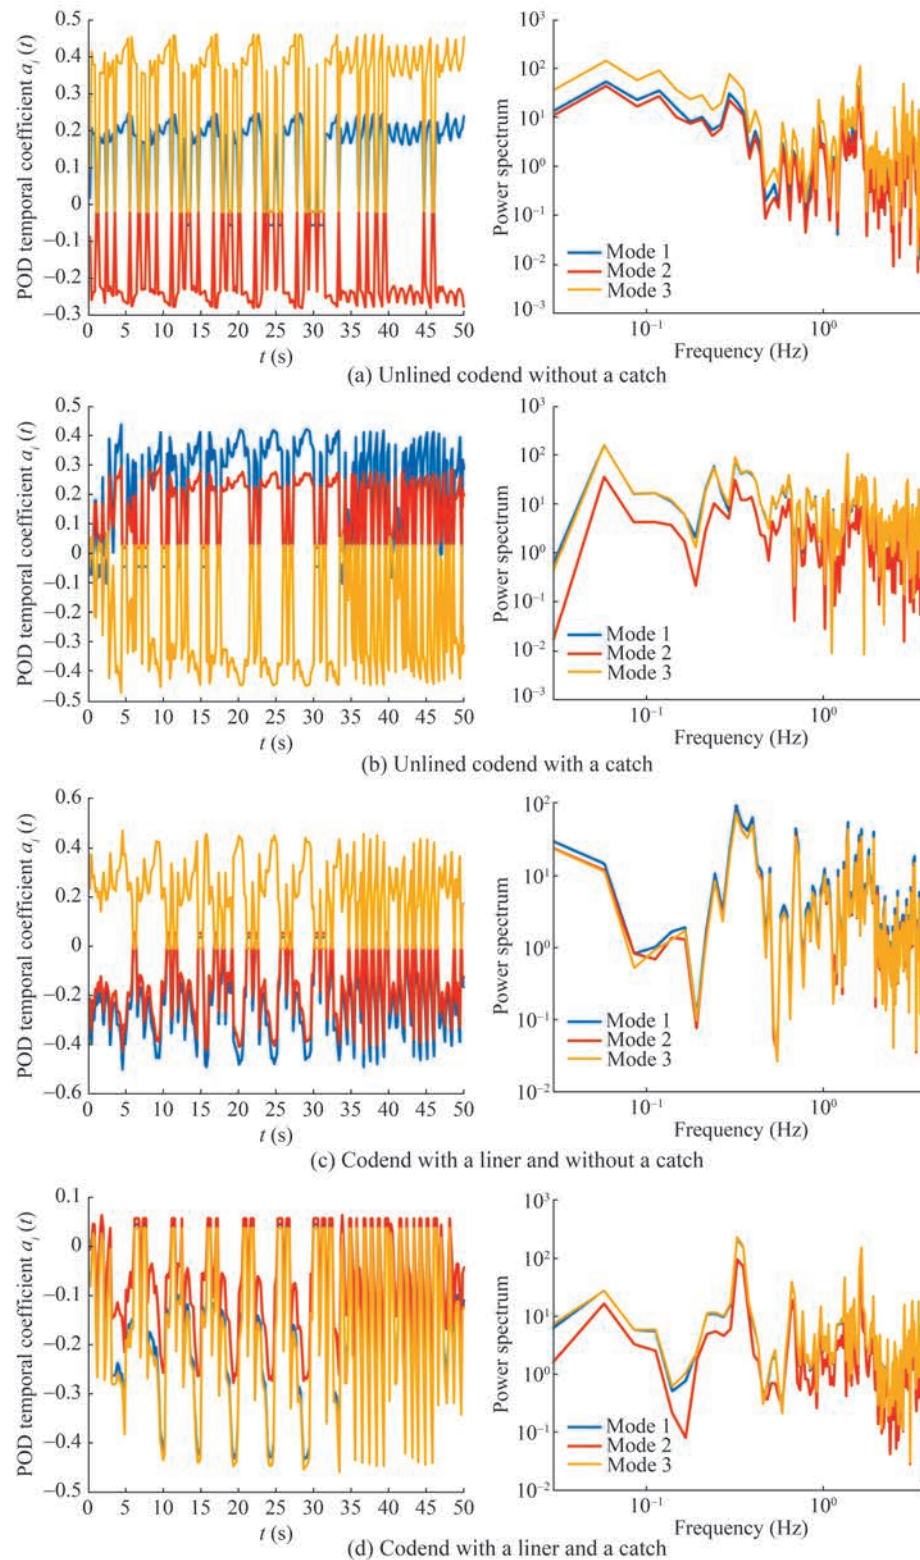 POD temporal coefficient a_i (t)
0.5
0.4
0.3
0.2
0.1
0
−0.1
−0.2
−0.3
0 5 10 15 20 25 30 35 40 45 50
t (s)
Power spectrum
10^3
10^2
10^1
10^0
10^−1
10^−2
10^−3
Mode 1
Mode 2
Mode 3
10^−1 10^0
Frequency (Hz)
(a) Unlined codend without a catch
POD temporal coefficient a_i (t)
0.5
0.4
0.3
0.2
0.1
0
−0.1
−0.2
−0.3
−0.4
−0.5
0 5 10 15 20 25 30 35 40 45 50
t (s)
Power spectrum
10^3
10^2
10^1
10^0
10^−1
10^−2
10^−3
Mode 1
Mode 2
Mode 3
10^−1 10^0
Frequency (Hz)
(b) Unlined codend with a catch
POD temporal coefficient a_i (t)
0.6
0.4
0.2
0
−0.2
−0.4
−0.6
0 5 10 15 20 25 30 35 40 45 50
t (s)
Power spectrum
10^2
10^1
10^0
10^−1
10^−2
Mode 1
Mode 2
Mode 3
10^−1 10^0
Frequency (Hz)
(c) Codend with a liner and without a catch
POD temporal coefficient a_i (t)
0.1
0
−0.1
−0.2
−0.3
−0.4
−0.5
0 5 10 15 20 25 30 35 40 45 50
t (s)
Power spectrum
10^3
10^2
10^1
10^0
10^−1
10^−2
Mode 1
Mode 2
Mode 3
10^−1 10^0
Frequency (Hz)
(d) Codend with a liner and a catch